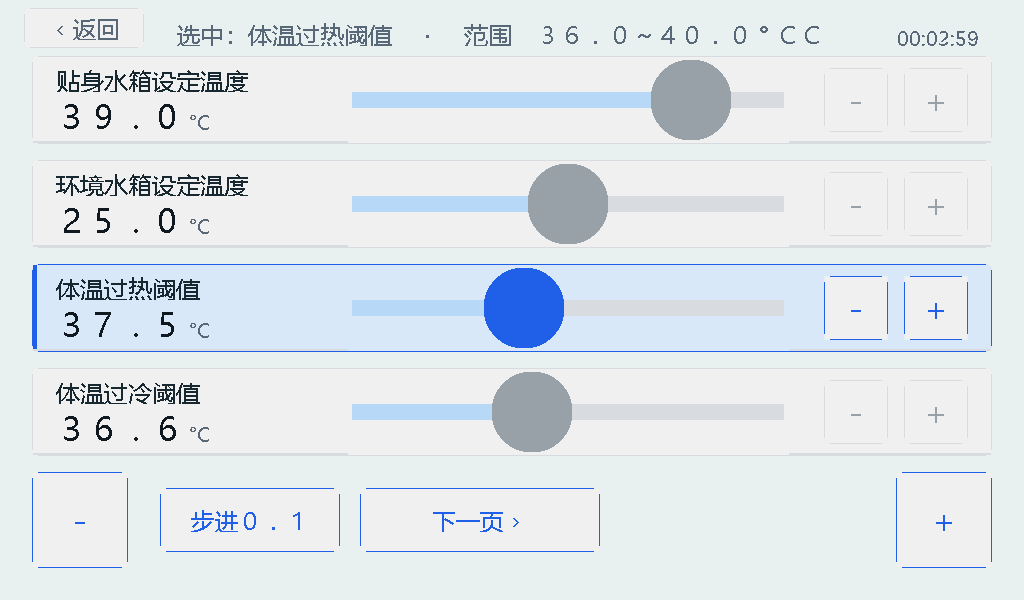 ‹ 返回
选中：体温过热阈值 · 范围 36.0~40.0°CC
00:03:59
贴身水箱设定温度
39.0 ℃
- +
环境水箱设定温度
25.0 ℃
- +
体温过热阈值
37.5 ℃
- +
体温过冷阈值
36.6 ℃
- +
- 步进0.1 下一页 › +